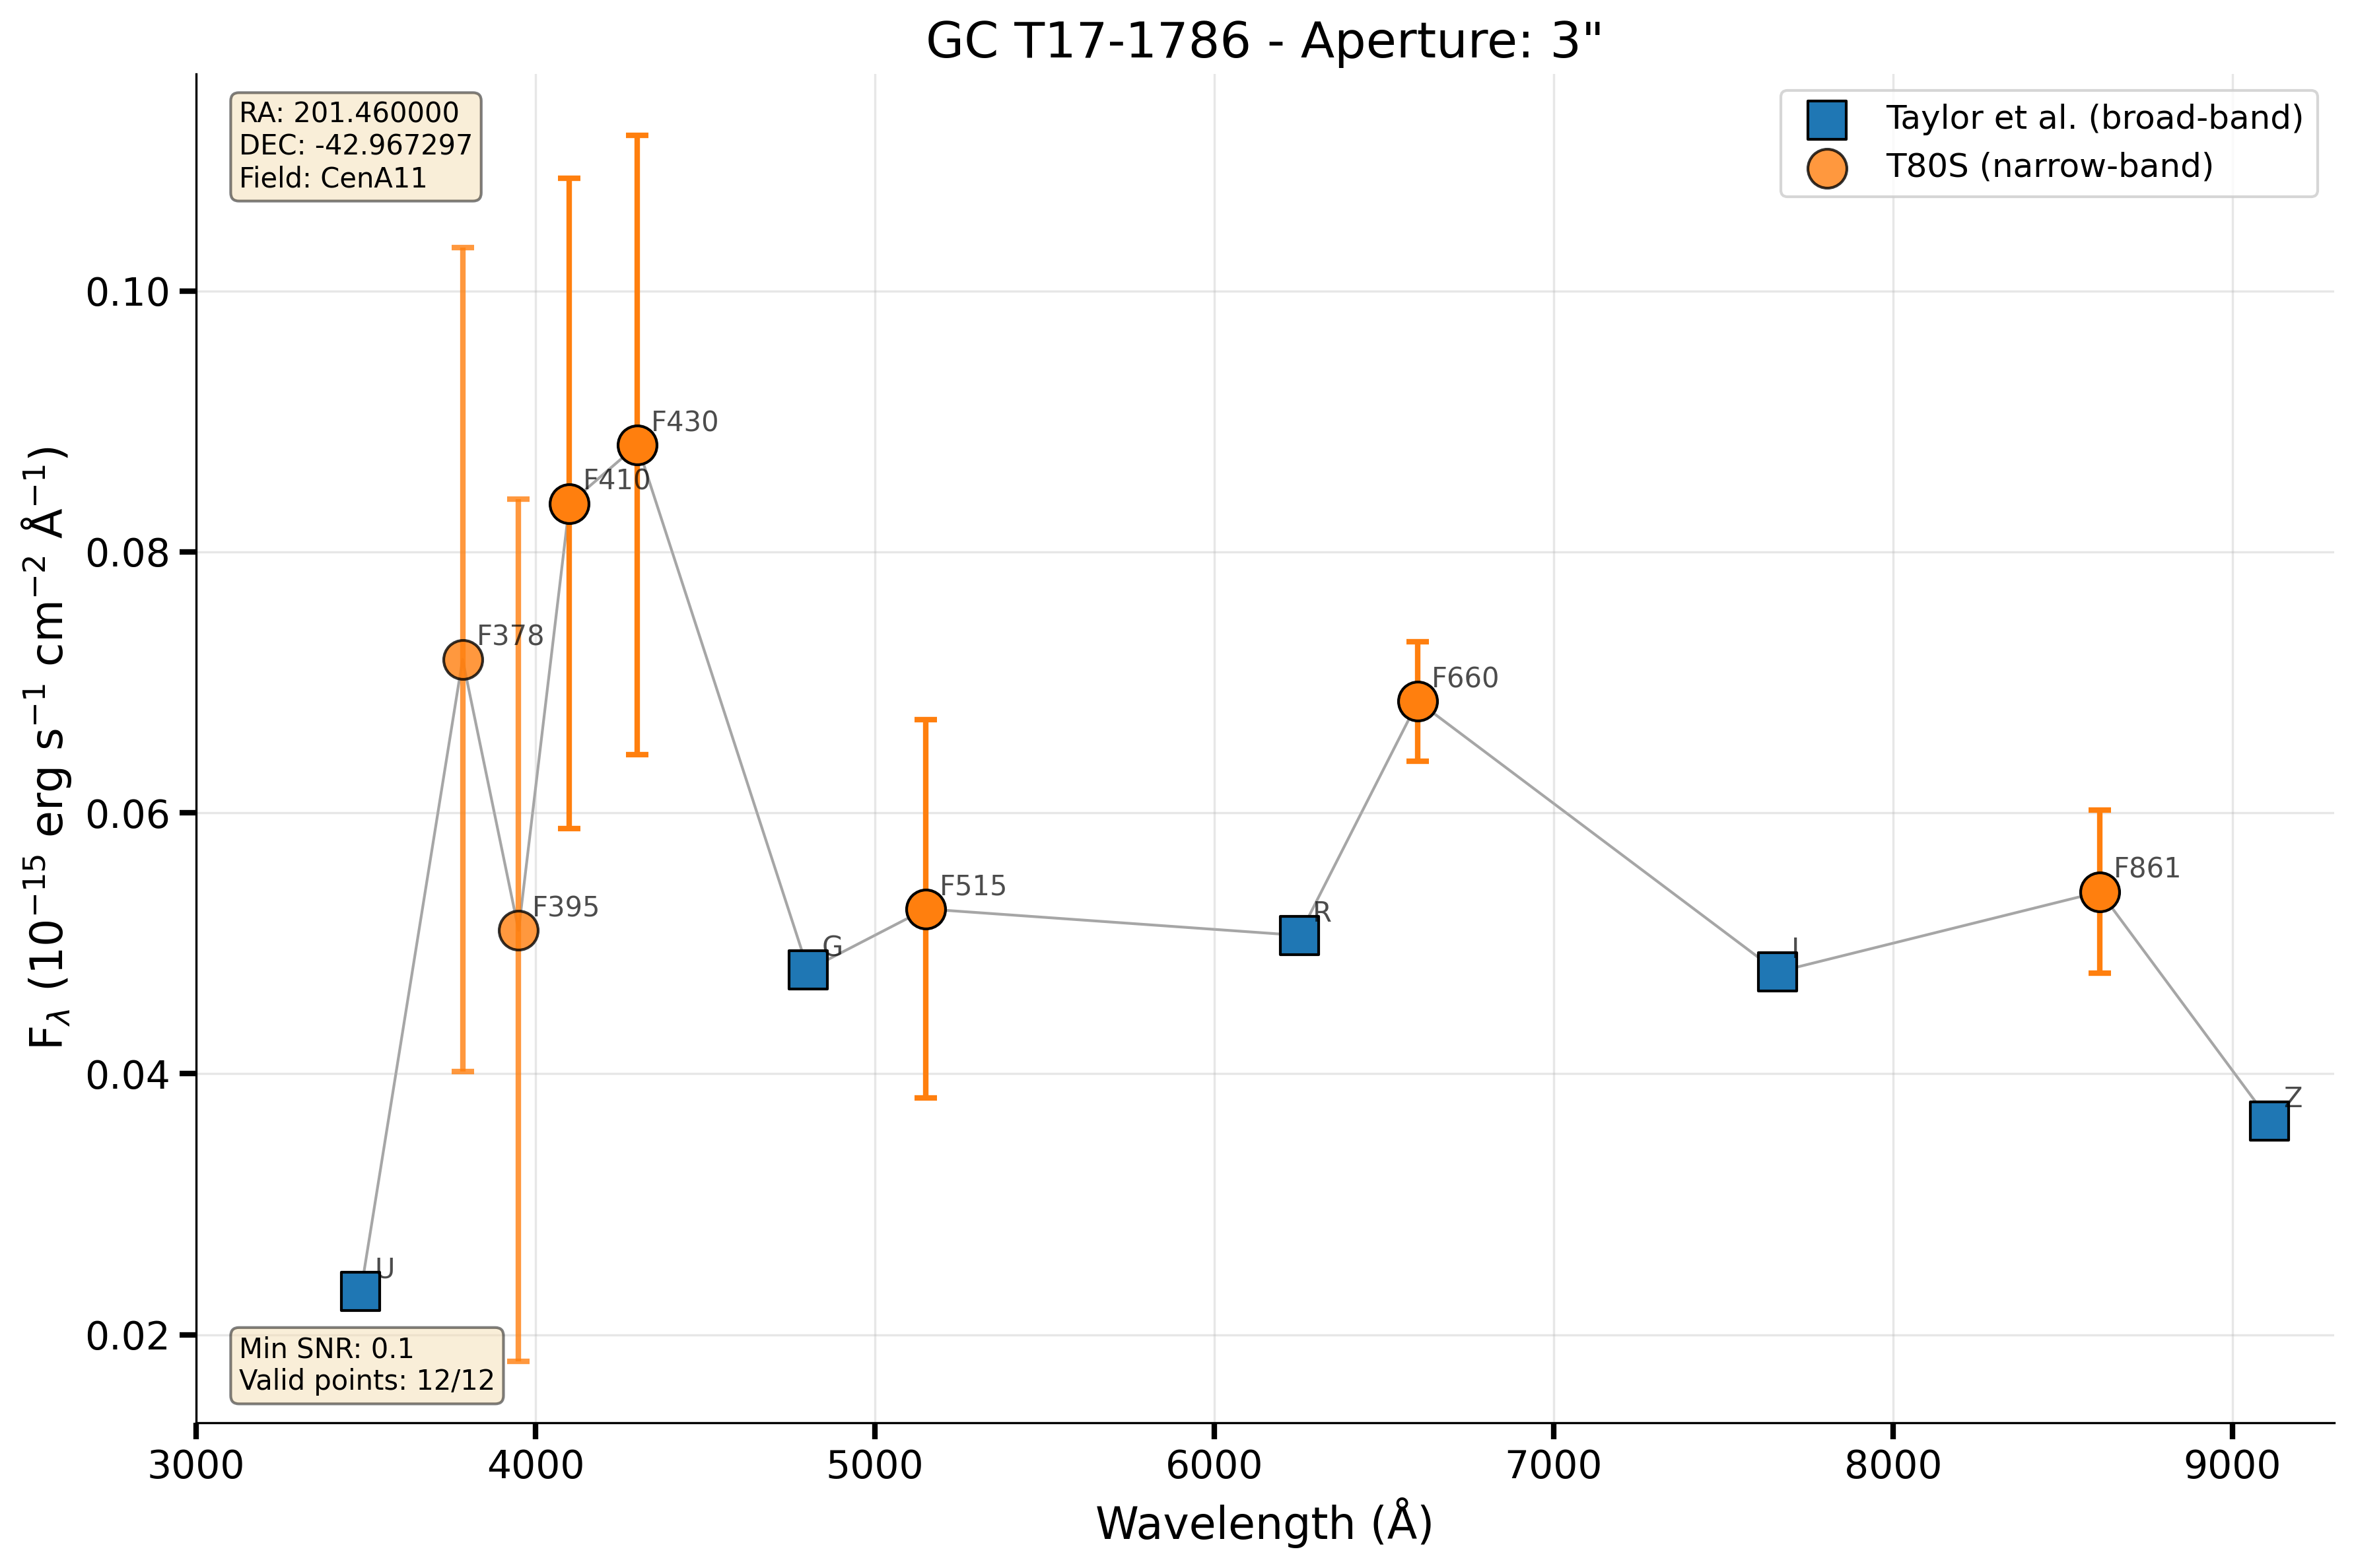 GC T17-1786 - Aperture: 3"
RA: 201.460000
DEC: -42.967297
Field: CenA11
Taylor et al. (broad-band)
T80S (narrow-band)
F_λ (10⁻¹⁵ erg s⁻¹ cm⁻² Å⁻¹)
0.10
0.08
0.06
0.04
0.02
F430
F410
F378
F660
F395
F515
R
F861
G
I
Z
U
Min SNR: 0.1
Valid points: 12/12
3000 4000 5000 6000 7000 8000 9000
Wavelength (Å)